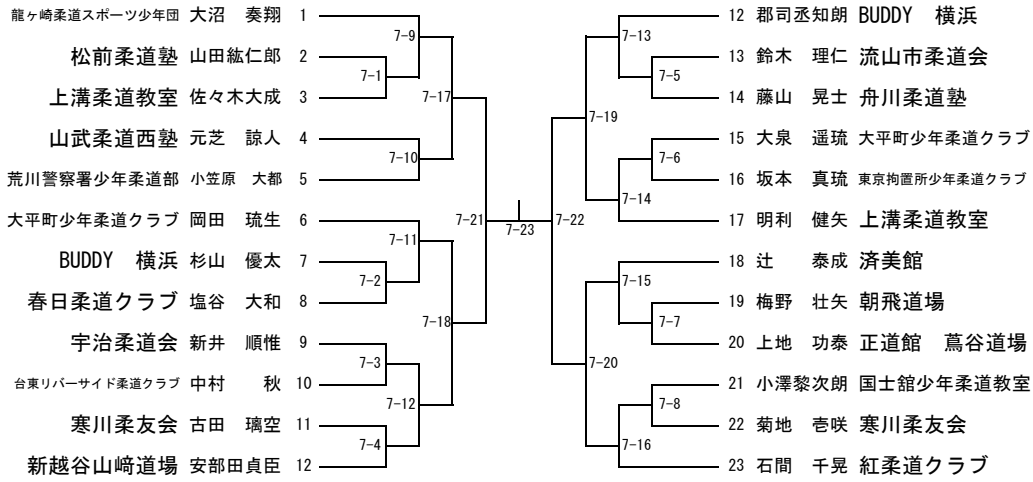 龍ヶ崎柔道スポーツ少年団 大沼 奏翔 1
松前柔道塾 山田紘仁郎 2
上溝柔道教室 佐々木大成 3
山武柔道西塾 元芝 諒人 4
荒川警察署少年柔道部 小笠原 大都 5
大平町少年柔道クラブ 岡田 琉生 6
BUDDY 横浜 杉山 優太 7
春日柔道クラブ 塩谷 大和 8
宇治柔道会 新井 順惟 9
台東リバーサイド柔道クラブ 中村 秋 10
寒川柔友会 古田 璃空 11
新越谷山﨑道場 安部田貞臣 12
7-9
7-1
7-17
7-10
7-21
7-11
7-2
7-18
7-3
7-12
7-4
7-23
7-13
7-5
7-19
7-6
7-14
7-22
7-15
7-7
7-20
7-8
7-16
12 郡司丞知朗 BUDDY 横浜
13 鈴木 理仁 流山市柔道会
14 藤山 晃士 舟川柔道塾
15 大泉 遥琉 大平町少年柔道クラブ
16 坂本 真琉 東京拘置所少年柔道クラブ
17 明利 健矢 上溝柔道教室
18 辻 泰成 済美館
19 梅野 壮矢 朝飛道場
20 上地 功泰 正道館 蔦谷道場
21 小澤黎次朗 国士舘少年柔道教室
22 菊地 壱咲 寒川柔友会
23 石間 千晃 紅柔道クラブ